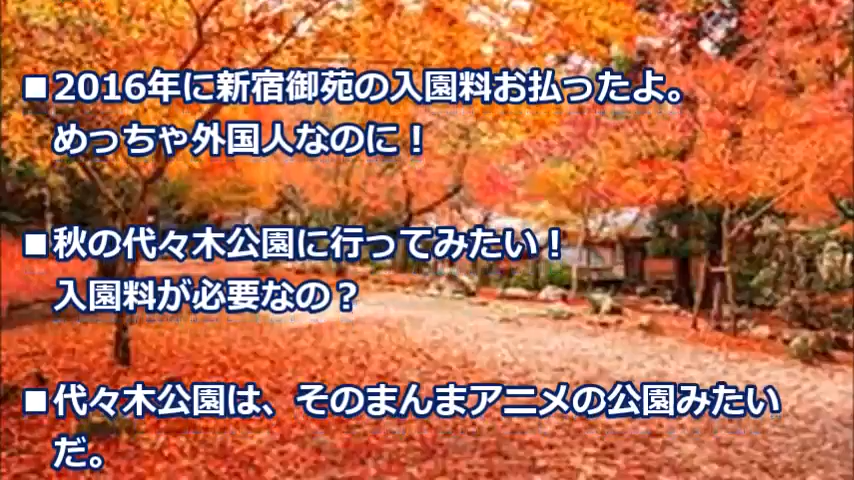 ■2016年に新宿御苑の入園料お払ったよ。
めっちゃ外国人なのに！
■秋の代々木公園に行ってみたい！
入園料が必要なの？
■代々木公園は、そのまんまアニメの公園みたい
だ。